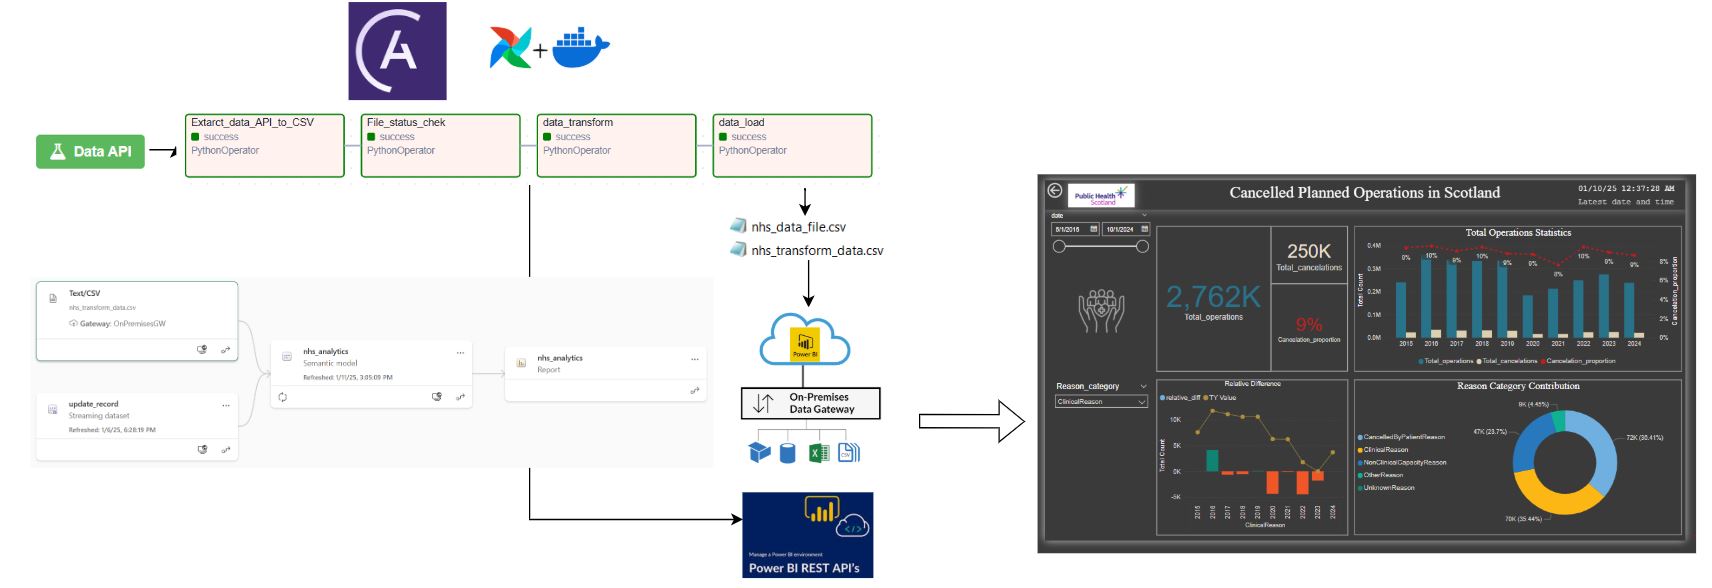 A
+
Data API
Extarct_data_API_to_CSV
success
PythonOperator
File_status_chek
success
PythonOperator
data_transform
success
PythonOperator
data_load
success
PythonOperator
nhs_data_file.csv
nhs_transform_data.csv
Text/CSV
nhs_transform_data.csv
Gateway: OnPremisesGW
update_record
Streaming dataset
Refreshed: 1/6/25, 6:28:19 PM
nhs_analytics
Semantic model
Refreshed: 1/11/25, 3:05:09 PM
nhs_analytics
Report
Power BI
On-Premises
Data Gateway
X
CSV
</>
Manage a Power BI environment
Power BI REST API's
Public Health
Scotland
Cancelled Planned Operations in Scotland
01/10/25 12:37:28 AM
Latest date and time
date
5/1/2015
10/1/2024
Reason_category
ClinicalReason
2,762K
Total_operations
250K
Total_cancelations
9%
Cancelation_proportion
Total Operations Statistics
Total Count
0.4M
0.3M
0.2M
0.1M
0.0M
8%
10%
9%
10%
9%
9%
8%
10%
9%
9%
2015
2016
2017
2018
2019
2020
2021
2022
2023
2024
8%
6%
4%
2%
0%
Cancelation_proportion
Total_operations
Total_cancelations
Cancelation_proportion
Relative Difference
relative_diff
TY Value
Total Count
10K
5K
0K
-5K
2015
2016
2017
2018
2019
2020
2021
2022
2023
2024
ClinicalReason
Reason Category Contribution
CancelledByPatientReason
ClinicalReason
NonClinicalCapacityReason
OtherReason
UnknownReason
9K (4.45%)
47K (23.7%)
72K (36.41%)
70K (35.44%)